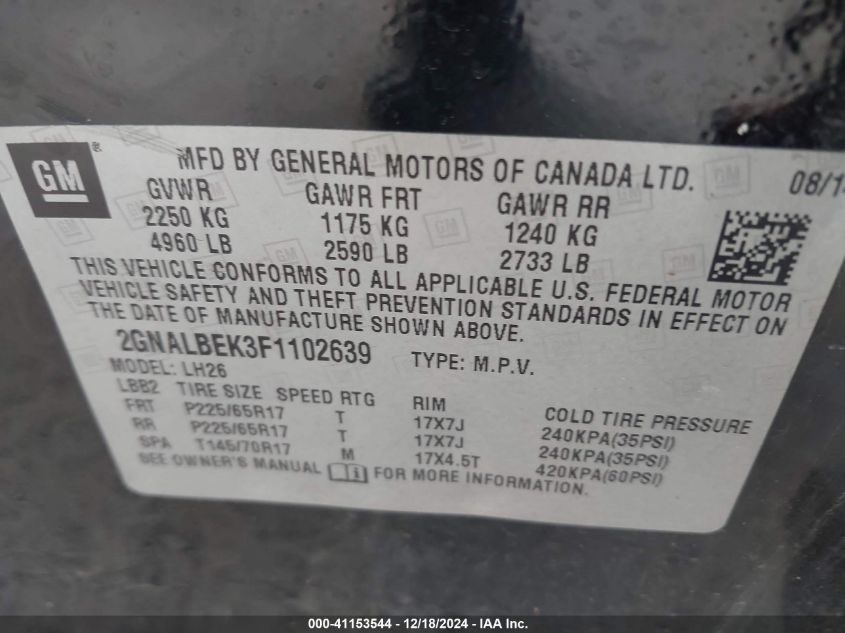 GM ® MFD BY GENERAL MOTORS OF CANADA LTD. 08/1
GVWR GAWR FRT GAWR RR
2250 KG 1175 KG 1240 KG
4960 LB 2590 LB 2733 LB
THIS VEHICLE CONFORMS TO ALL APPLICABLE U.S. FEDERAL MOTOR
VEHICLE SAFETY AND THEFT PREVENTION STANDARDS IN EFFECT ON
THE DATE OF MANUFACTURE SHOWN ABOVE.
2GNALBEK3F1102639 TYPE: M.P.V.
MODEL: LH26
LBB2 TIRE SIZE SPEED RTG RIM COLD TIRE PRESSURE
FRT P225/65R17 T 17X7J 240KPA(35PSI)
RR P225/65R17 T 17X7J 240KPA(35PSI)
SPA T145/70R17 M 17X4.5T 420KPA(60PSI)
SEE OWNER'S MANUAL FOR MORE INFORMATION.
000-41153544 - 12/18/2024 - IAA Inc.